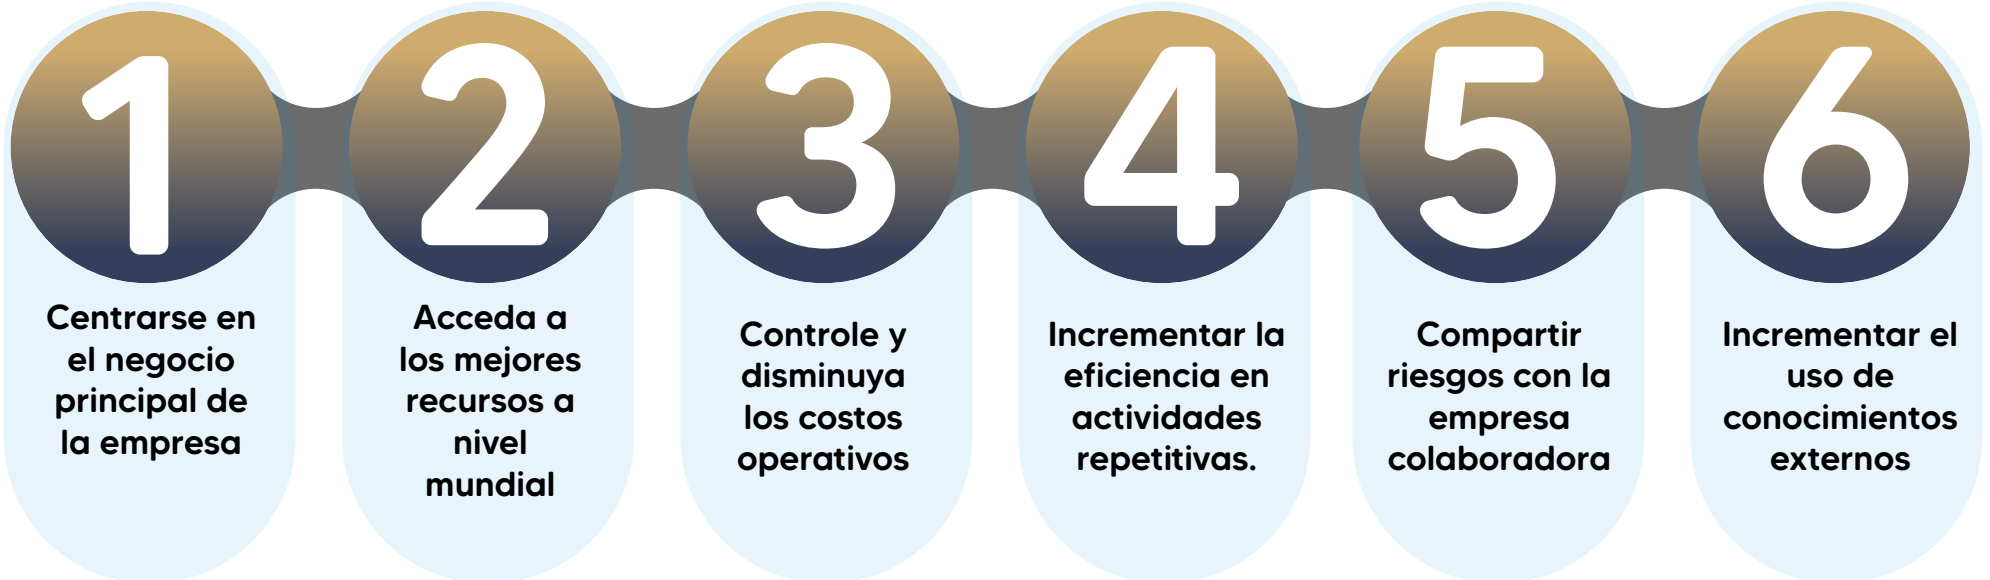 1
Centrarse en
el negocio
principal de
la empresa
2
Acceda a
los mejores
recursos a
nivel
mundial
3
Controle y
disminuya
los costos
operativos
4
Incrementar la
eficiencia en
actividades
repetitivas.
5
Compartir
riesgos con la
empresa
colaboradora
6
Incrementar el
uso de
conocimientos
externos